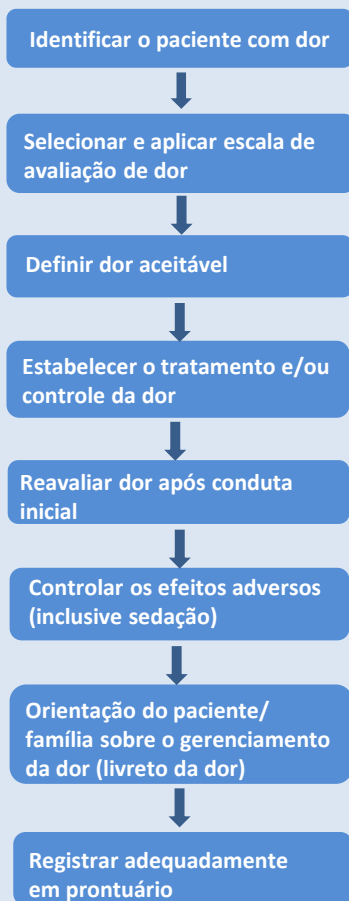 Identificar o paciente com dor
Selecionar e aplicar escala de
avaliação de dor
Definir dor aceitável
Estabelecer o tratamento e/ou
controle da dor
Reavaliar dor após conduta
inicial
Controlar os efeitos adversos
(inclusive sedação)
Orientação do paciente/
família sobre o gerenciamento
da dor (livreto da dor)
Registrar adequadamente
em prontuário